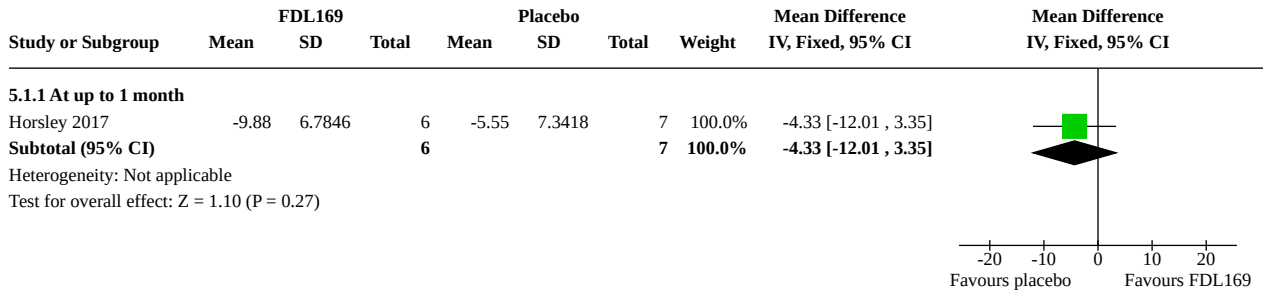 FDL169 Placebo Mean Difference Mean Difference
Study or Subgroup Mean SD Total Mean SD Total Weight IV, Fixed, 95% CI IV, Fixed, 95% CI
5.1.1 At up to 1 month
Horsley 2017 -9.88 6.7846 6 -5.55 7.3418 7 100.0% -4.33 [-12.01 , 3.35]
Subtotal (95% CI) 6 7 100.0% -4.33 [-12.01 , 3.35]
Heterogeneity: Not applicable
Test for overall effect: Z = 1.10 (P = 0.27)
-20 -10 0 10 20
Favours placebo Favours FDL169